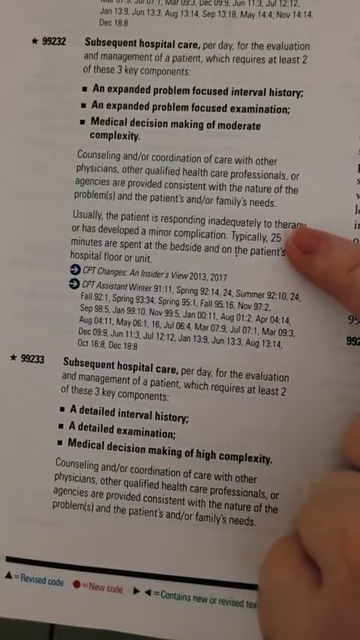 Jan 13:9, Jun 13:3, Aug 13:14, Sep 13:18, May 14:4, Nov 14:14,
Dec 18:8
★ 99232 Subsequent hospital care, per day, for the evaluation
and management of a patient, which requires at least 2
of these 3 key components:
■ An expanded problem focused interval history;
■ An expanded problem focused examination;
■ Medical decision making of moderate
complexity.
Counseling and/or coordination of care with other
physicians, other qualified health care professionals, or
agencies are provided consistent with the nature of the
problem(s) and the patient's and/or family's needs.
Usually, the patient is responding inadequately to therapy
or has developed a minor complication. Typically, 25
minutes are spent at the bedside and on the patient's
hospital floor or unit.
CPT Changes: An Insider's View 2013, 2017
CPT Assistant Winter 91:11, Spring 92:14, 24, Summer 92:10, 24,
Fall 92:1, Spring 93:34, Spring 95:1, Fall 95:16, Nov 97:2,
Sep 98:5, Jan 99:10, Nov 99:5, Jan 00:11, Aug 01:2, Apr 04:14,
Aug 04:11, May 06:1, 16, Jul 06:4, Mar 07:9, Jul 07:1, Mar 09:3,
Dec 09:9, Jun 11:3, Jul 12:12, Jan 13:9, Jun 13:3, Aug 13:14,
Oct 16:8, Dec 18:8
★ 99233 Subsequent hospital care, per day, for the evaluation
and management of a patient, which requires at least 2
of these 3 key components:
■ A detailed interval history;
■ A detailed examination;
■ Medical decision making of high complexity.
Counseling and/or coordination of care with other
physicians, other qualified health care professionals, or
agencies are provided consistent with the nature of the
problem(s) and the patient's and/or family's needs.
▲=Revised code ●=New code ▶ ◀=Contains new or revised tex